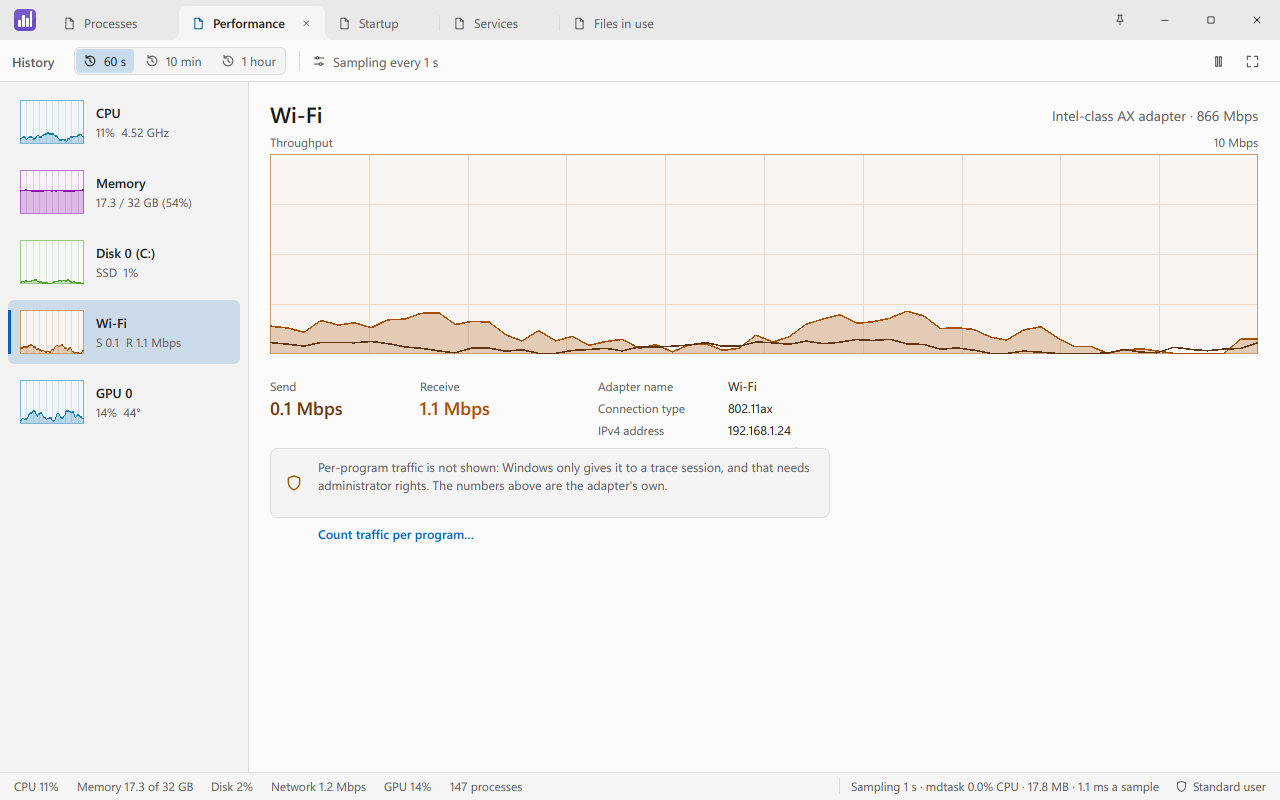 Processes
Performance
Startup
Services
Files in use
History
60 s
10 min
1 hour
Sampling every 1 s
CPU
11% 4.52 GHz
Memory
17.3 / 32 GB (54%)
Disk 0 (C:)
SSD 1%
Wi-Fi
S 0.1 R 1.1 Mbps
GPU 0
14% 44°
Wi-Fi
Intel-class AX adapter · 866 Mbps
Throughput
10 Mbps
Send
0.1 Mbps
Receive
1.1 Mbps
Adapter name Wi-Fi
Connection type 802.11ax
IPv4 address 192.168.1.24
Per-program traffic is not shown: Windows only gives it to a trace session, and that needs
administrator rights. The numbers above are the adapter's own.
Count traffic per program...
CPU 11% Memory 17.3 of 32 GB Disk 2% Network 1.2 Mbps GPU 14% 147 processes
Sampling 1 s · mdtask 0.0% CPU · 17.8 MB · 1.1 ms a sample Standard user